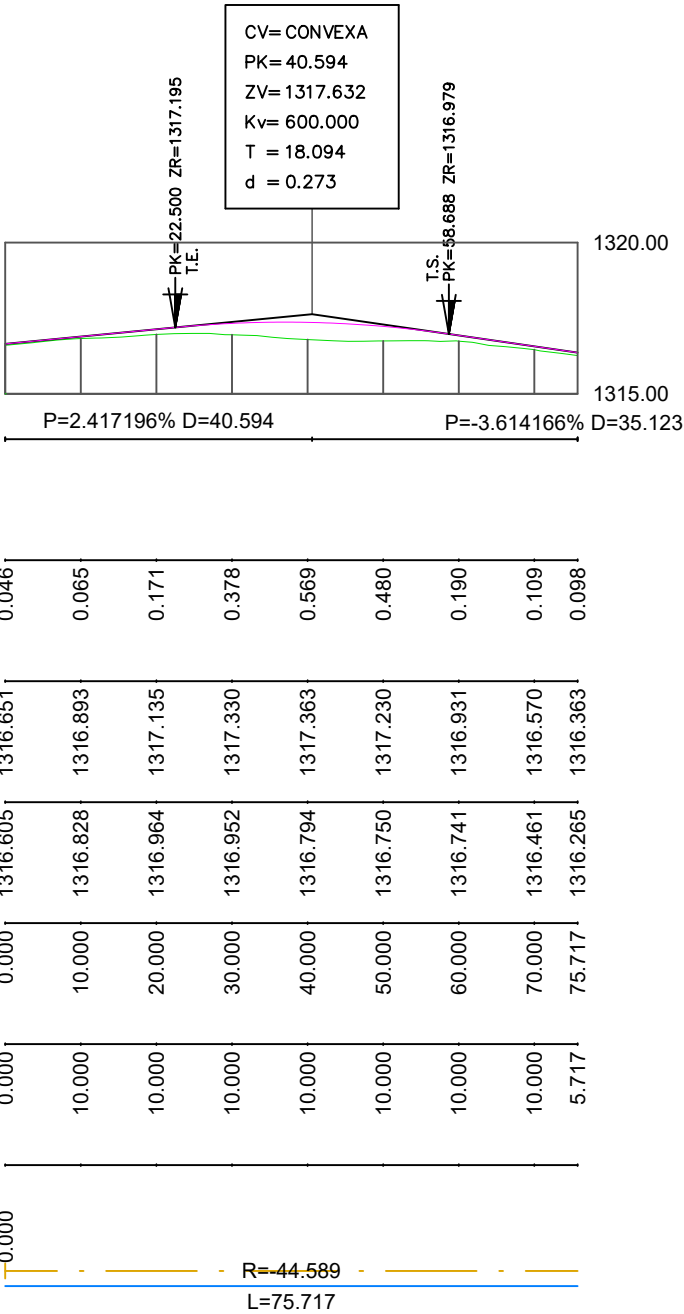 CV= CONVEXA
PK= 40.594
ZV= 1317.632
Kv= 600.000
T = 18.094
d = 0.273
PK=22.500 ZR=1317.195
T.E.
T.S.
PK=58.688 ZR=1316.979
1320.00
1315.00
P=2.417196% D=40.594
P=-3.614166% D=35.123
0.046 0.065 0.171 0.378 0.569 0.480 0.190 0.109 0.098
1316.651 1316.893 1317.135 1317.330 1317.363 1317.230 1316.931 1316.570 1316.363
1316.605 1316.828 1316.964 1316.952 1316.794 1316.750 1316.741 1316.461 1316.265
0.000 10.000 20.000 30.000 40.000 50.000 60.000 70.000 75.717
0.000 10.000 10.000 10.000 10.000 10.000 10.000 10.000 5.717
0.000
R=-44.589
L=75.717